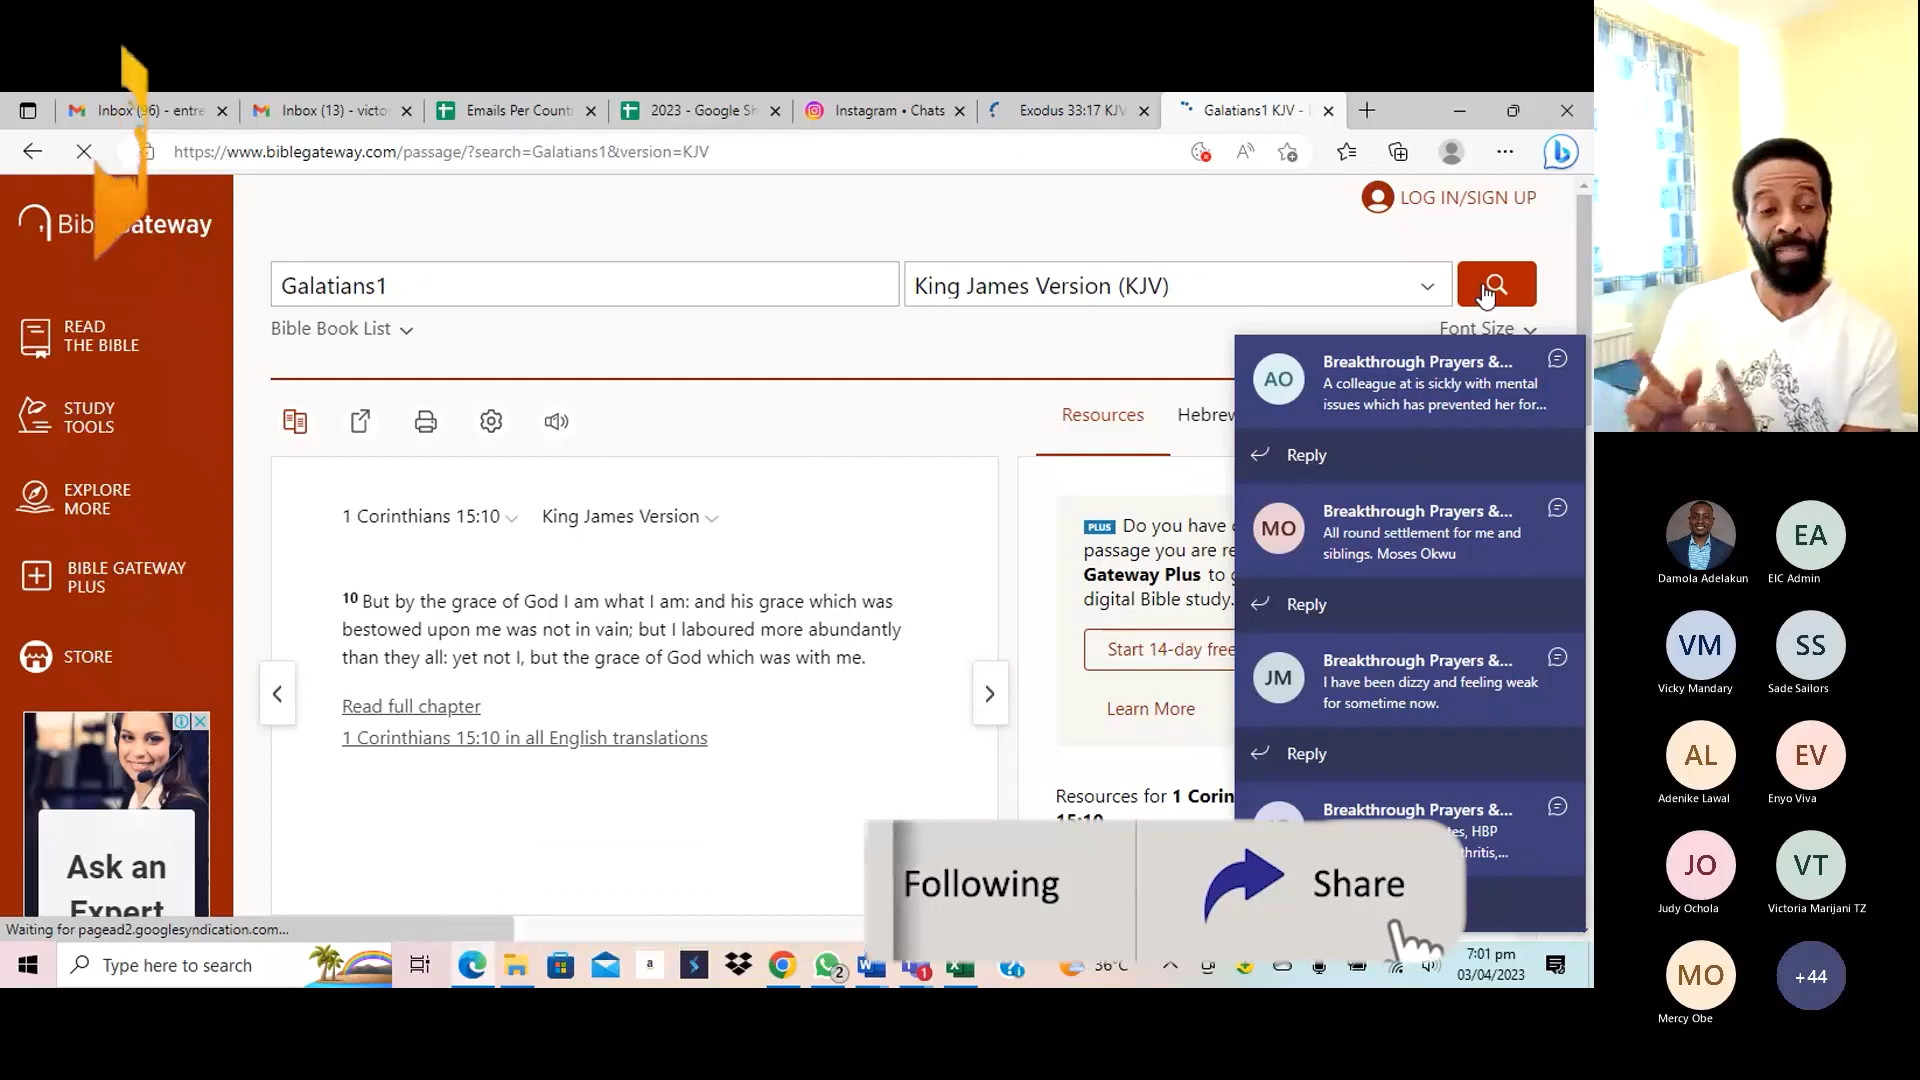 Inbox (96) - entre
Inbox (13) - victo
Emails Per Count
2023 - Google Sh
Instagram • Chats
Exodus 33:17 KJV
Galatians1 KJV -
https://www.biblegateway.com/passage/?search=Galatians1&version=KJV
LOG IN/SIGN UP
Galatians1
King James Version (KJV)
Bible Book List
Font Size
READ
THE BIBLE
STUDY
TOOLS
EXPLORE
MORE
BIBLE GATEWAY
PLUS
STORE
Ask an
Expert
Resources
Hebrew
1 Corinthians 15:10
King James Version
10 But by the grace of God I am what I am: and his grace which was
bestowed upon me was not in vain; but I laboured more abundantly
than they all: yet not I, but the grace of God which was with me.
Read full chapter
1 Corinthians 15:10 in all English translations
PLUS Do you have
passage you are re
Gateway Plus to
digital Bible study.
Start 14-day free
Learn More
Resources for 1 Corin
15:10
AO
Breakthrough Prayers &...
A colleague at is sickly with mental
issues which has prevented her for...
Reply
MO
Breakthrough Prayers &...
All round settlement for me and
siblings. Moses Okwu
Reply
JM
Breakthrough Prayers &...
I have been dizzy and feeling weak
for sometime now.
Reply
Breakthrough Prayers &...
HBP
Following
Share
Waiting for pagead2.googlesyndication.com...
Type here to search
2
1
36°C
7:01 pm
03/04/2023
Damola Adelakun
EA
EIC Admin
VM
Vicky Mandary
SS
Sade Sailors
AL
Adenike Lawal
EV
Enyo Viva
JO
Judy Ochola
VT
Victoria Marijani TZ
MO
Mercy Obe
+44